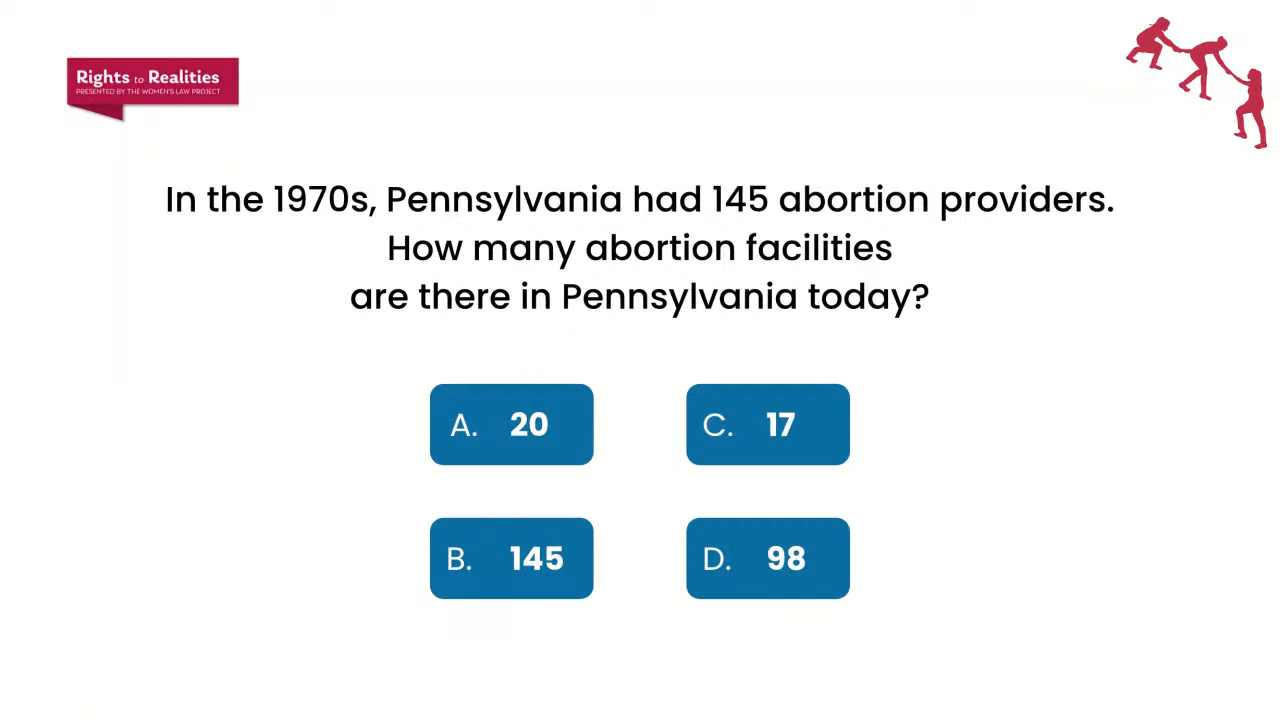 Rights to Realities
PRESENTED BY THE WOMEN'S LAW PROJECT
In the 1970s, Pennsylvania had 145 abortion providers.
How many abortion facilities
are there in Pennsylvania today?
A. 20
C. 17
B. 145
D. 98